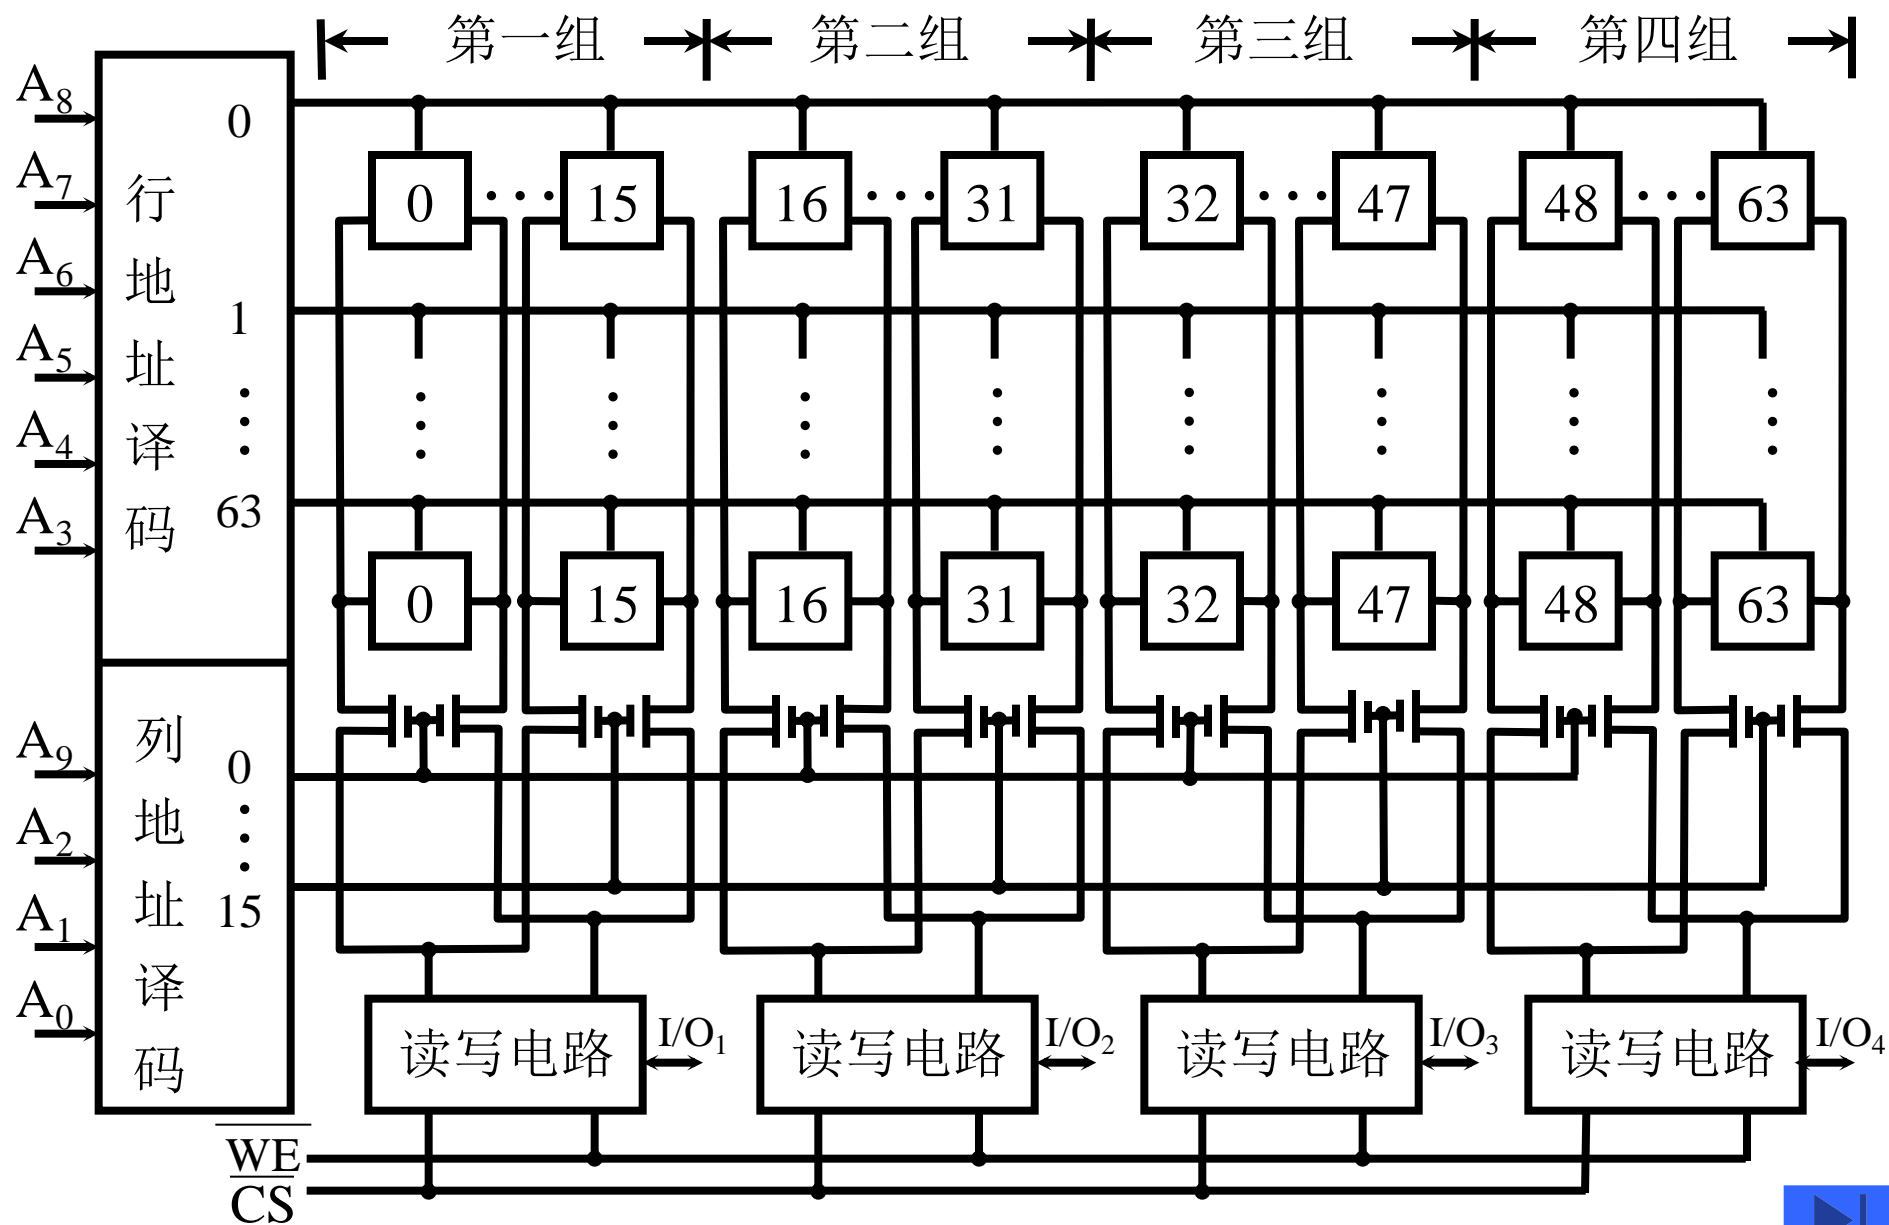 第一组 第二组 第三组 第四组
A8
A7
A6
A5
A4
A3
行地址译码
0
1
63
0 15 16 31 32 47 48 63
0 15 16 31 32 47 48 63
A9
A2
A1
A0
列地址译码
0
15
读写电路 I/O1 读写电路 I/O2 读写电路 I/O3 读写电路 I/O4
WE
CS